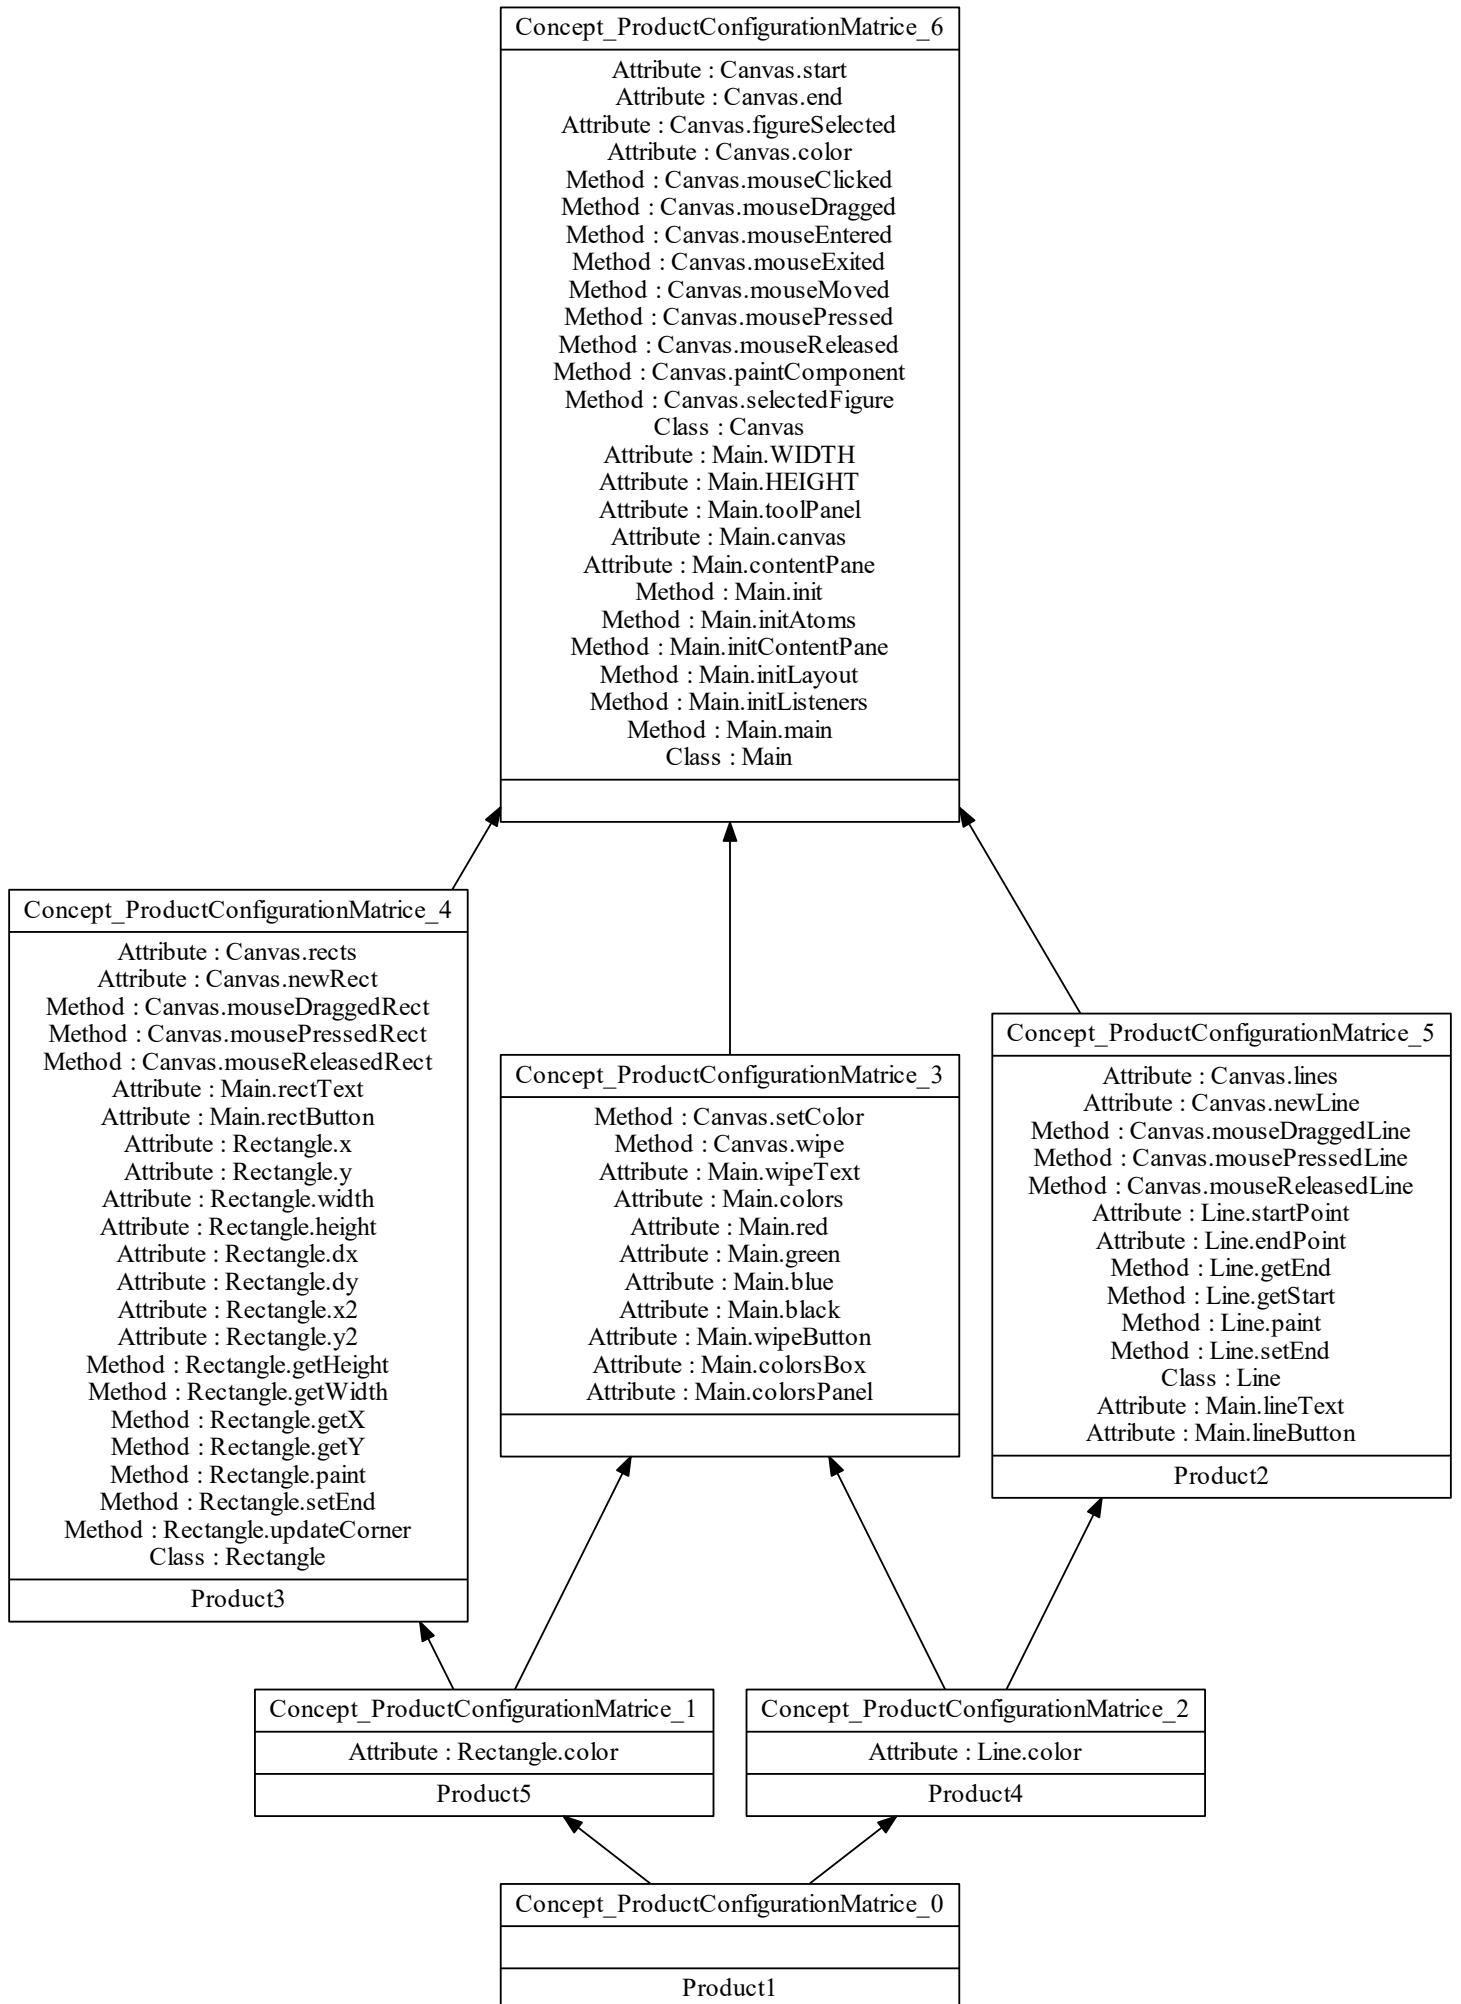 Concept_ProductConfigurationMatrice_6
Attribute : Canvas.start
Attribute : Canvas.end
Attribute : Canvas.figureSelected
Attribute : Canvas.color
Method : Canvas.mouseClicked
Method : Canvas.mouseDragged
Method : Canvas.mouseEntered
Method : Canvas.mouseExited
Method : Canvas.mouseMoved
Method : Canvas.mousePressed
Method : Canvas.mouseReleased
Method : Canvas.paintComponent
Method : Canvas.selectedFigure
Class : Canvas
Attribute : Main.WIDTH
Attribute : Main.HEIGHT
Attribute : Main.toolPanel
Attribute : Main.canvas
Attribute : Main.contentPane
Method : Main.init
Method : Main.initAtoms
Method : Main.initContentPane
Method : Main.initLayout
Method : Main.initListeners
Method : Main.main
Class : Main
Concept_ProductConfigurationMatrice_4
Attribute : Canvas.rects
Attribute : Canvas.newRect
Method : Canvas.mouseDraggedRect
Method : Canvas.mousePressedRect
Method : Canvas.mouseReleasedRect
Attribute : Main.rectText
Attribute : Main.rectButton
Attribute : Rectangle.x
Attribute : Rectangle.y
Attribute : Rectangle.width
Attribute : Rectangle.height
Attribute : Rectangle.dx
Attribute : Rectangle.dy
Attribute : Rectangle.x2
Attribute : Rectangle.y2
Method : Rectangle.getHeight
Method : Rectangle.getWidth
Method : Rectangle.getX
Method : Rectangle.getY
Method : Rectangle.paint
Method : Rectangle.setEnd
Method : Rectangle.updateCorner
Class : Rectangle
Product3
Concept_ProductConfigurationMatrice_3
Method : Canvas.setColor
Method : Canvas.wipe
Attribute : Main.wipeText
Attribute : Main.colors
Attribute : Main.red
Attribute : Main.green
Attribute : Main.blue
Attribute : Main.black
Attribute : Main.wipeButton
Attribute : Main.colorsBox
Attribute : Main.colorsPanel
Concept_ProductConfigurationMatrice_5
Attribute : Canvas.lines
Attribute : Canvas.newLine
Method : Canvas.mouseDraggedLine
Method : Canvas.mousePressedLine
Method : Canvas.mouseReleasedLine
Attribute : Line.startPoint
Attribute : Line.endPoint
Method : Line.getEnd
Method : Line.getStart
Method : Line.paint
Method : Line.setEnd
Class : Line
Attribute : Main.lineText
Attribute : Main.lineButton
Product2
Concept_ProductConfigurationMatrice_1
Attribute : Rectangle.color
Product5
Concept_ProductConfigurationMatrice_2
Attribute : Line.color
Product4
Concept_ProductConfigurationMatrice_0
Product1